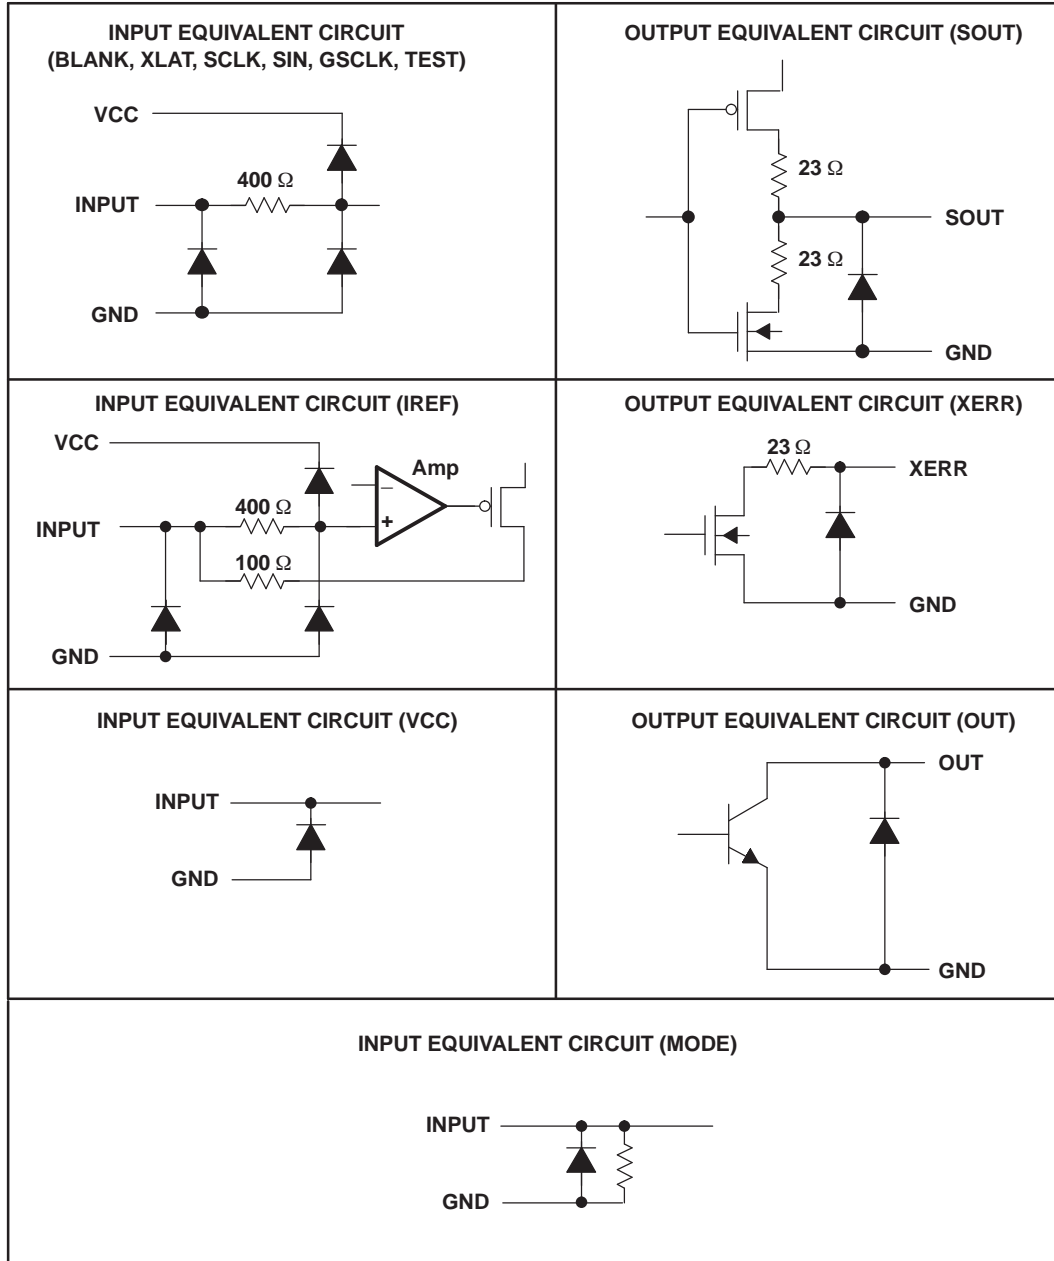 INPUT EQUIVALENT CIRCUIT
(BLANK, XLAT, SCLK, SIN, GSCLK, TEST)
VCC
400 Ω
INPUT
GND
OUTPUT EQUIVALENT CIRCUIT (SOUT)
23 Ω
SOUT
23 Ω
GND
INPUT EQUIVALENT CIRCUIT (IREF)
VCC
Amp
−
400 Ω
INPUT
+
100 Ω
GND
OUTPUT EQUIVALENT CIRCUIT (XERR)
23 Ω
XERR
GND
INPUT EQUIVALENT CIRCUIT (VCC)
INPUT
GND
OUTPUT EQUIVALENT CIRCUIT (OUT)
OUT
GND
INPUT EQUIVALENT CIRCUIT (MODE)
INPUT
GND